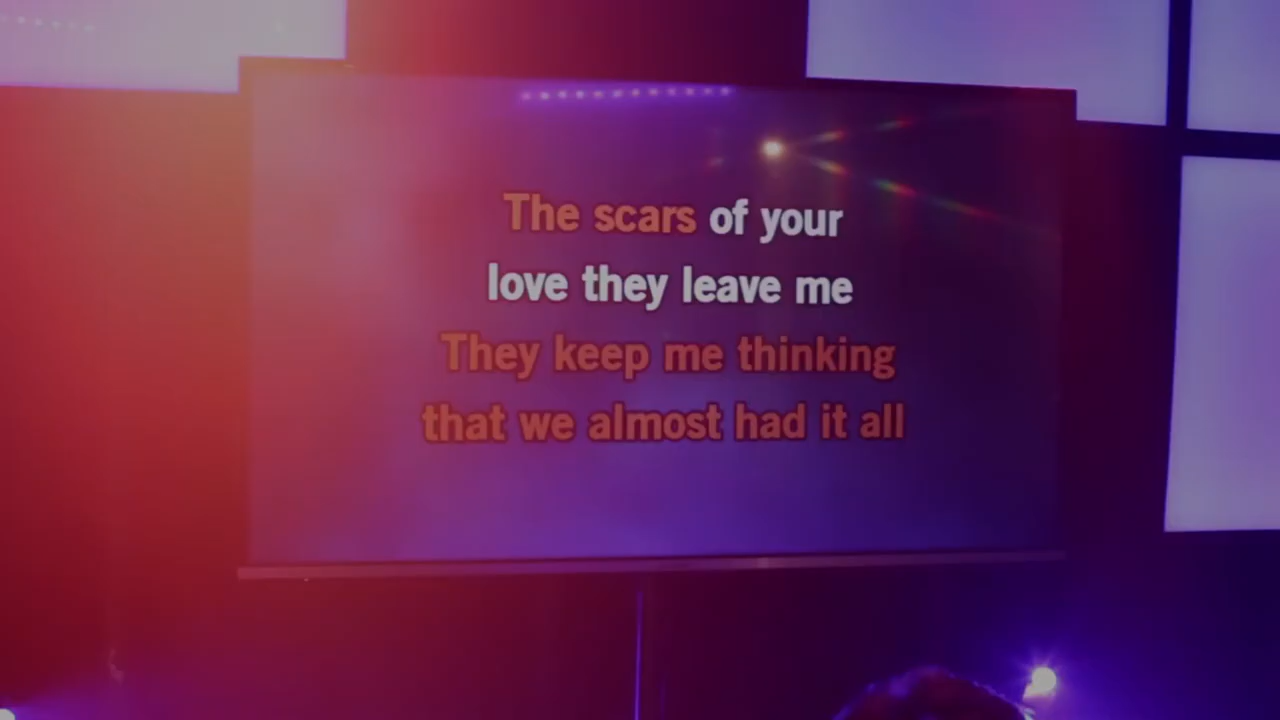 The scars of your
love they leave me
They keep me thinking
that we almost had it all